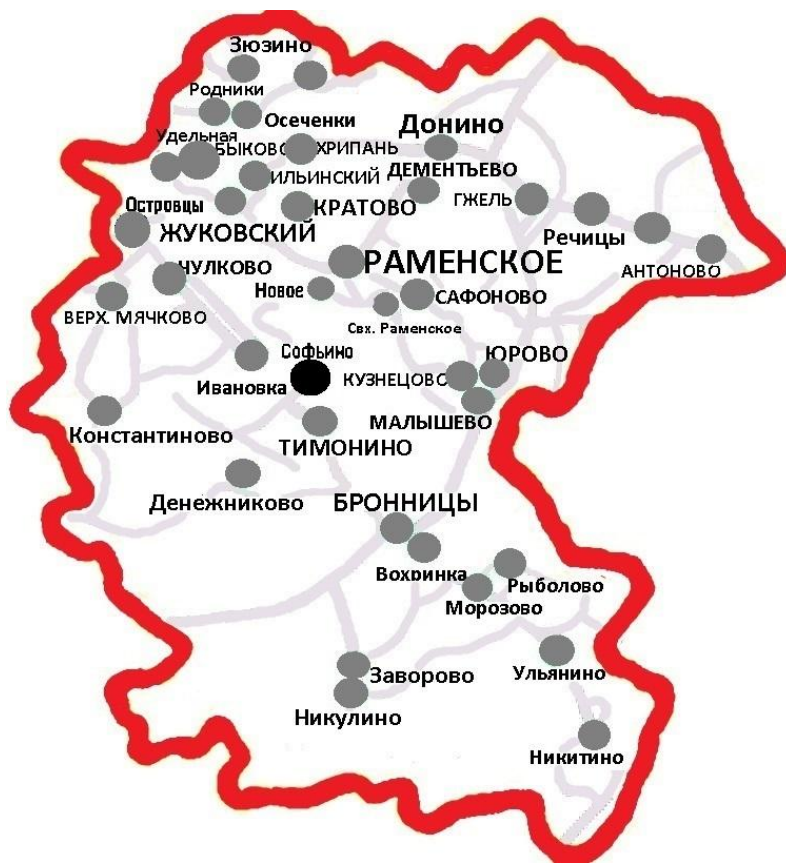 Зюзино
Родники
Осеченки
Удельная
БЫКОВО
ХРИПАНЬ
Донино
ИЛЬИНСКИЙ
ДЕМЕНТЬЕВО
Островцы
КРАТОВО
ГЖЕЛЬ
ЖУКОВСКИЙ
Речицы
РАМЕНСКОЕ
АНТОНОВО
ЧУЛКОВО
Новое
САФОНОВО
ВЕРХ. МЯЧКОВО
Свх. Раменское
Софьино
ЮРОВО
Ивановка
КУЗНЕЦОВО
Константиново
МАЛЫШЕВО
ТИМОНИНО
Денежниково
БРОННИЦЫ
Вохринка
Рыболово
Морозово
Заворово
Ульянино
Никулино
Никитино